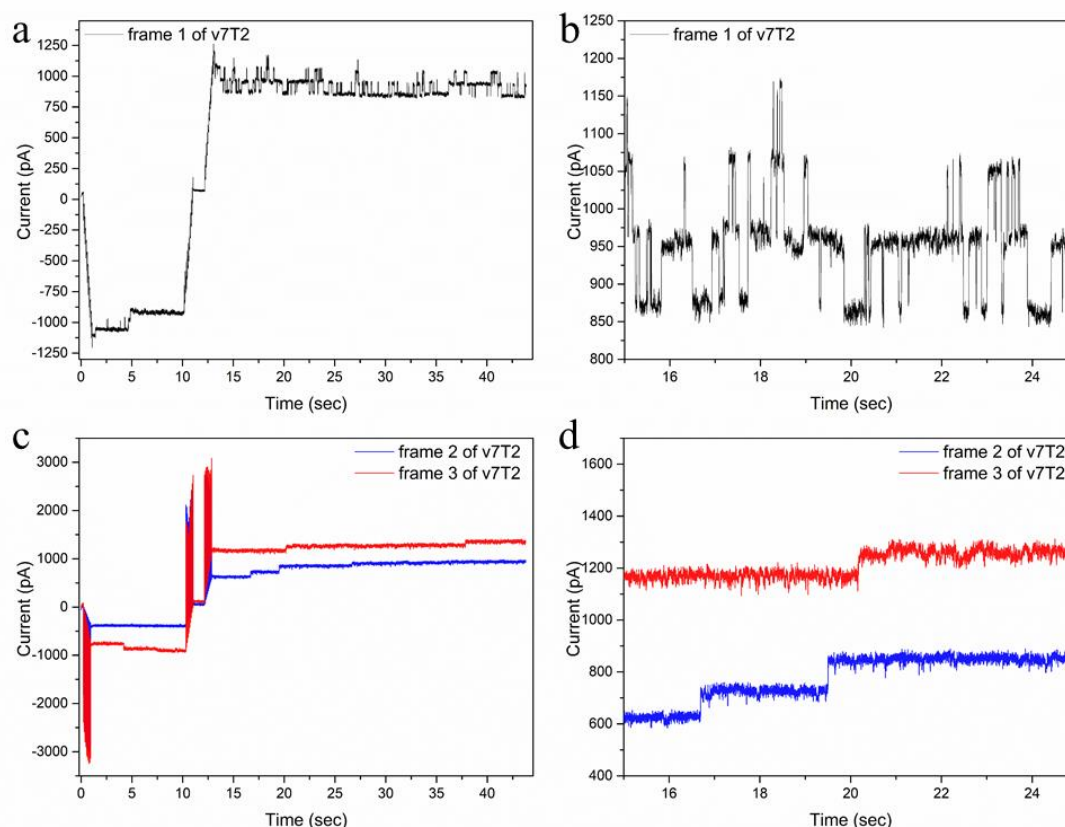 a
frame 1 of v7T2
1250
1000
750
500
250
0
-250
-500
-750
-1000
-1250
Current (pA)
0 5 10 15 20 25 30 35 40
Time (sec)
b
frame 1 of v7T2
1250
1200
1150
1100
1050
1000
950
900
850
800
Current (pA)
16 18 20 22 24
Time (sec)
c
frame 2 of v7T2
frame 3 of v7T2
3000
2000
1000
0
-1000
-2000
-3000
Current (pA)
0 5 10 15 20 25 30 35 40
Time (sec)
d
frame 2 of v7T2
frame 3 of v7T2
1600
1400
1200
1000
800
600
400
Current (pA)
16 18 20 22 24
Time (sec)